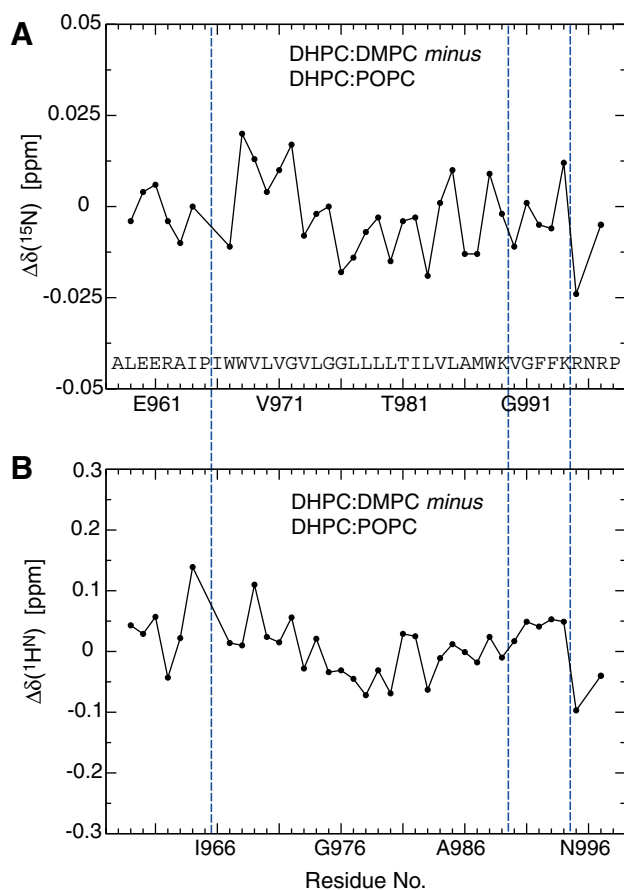 A
0.05
DHPC:DMPC minus
DHPC:POPC
0.025
0
-0.025
-0.05
Δδ(¹⁵N) [ppm]
ALEERAIPIWWVLVGVLGGLLLLTILVLAMWKVGFFKRNRP
E961 V971 T981 G991
B
0.3
DHPC:DMPC minus
DHPC:POPC
0.2
0.1
0
-0.1
-0.2
-0.3
Δδ(¹Hᴺ) [ppm]
I966 G976 A986 N996
Residue No.